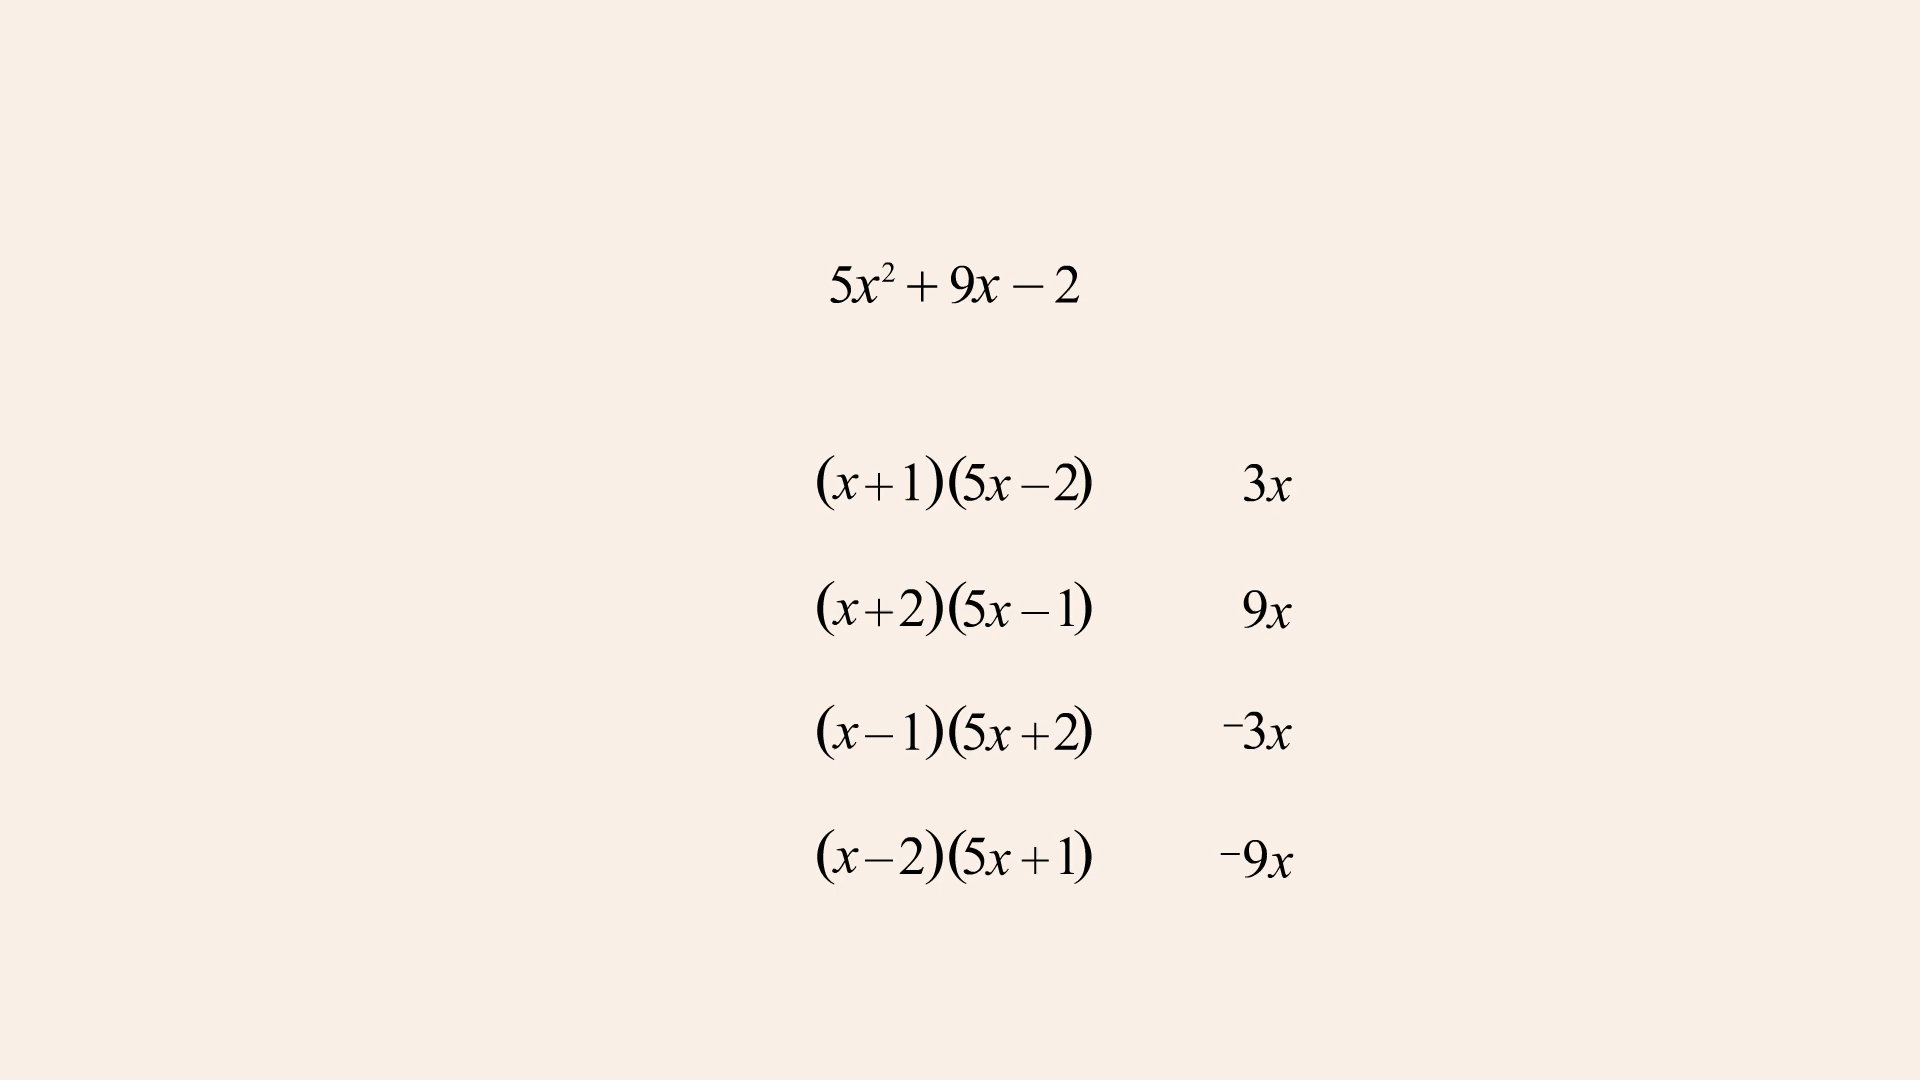 5x² + 9x − 2
(x+1)(5x−2) 3x
(x+2)(5x−1) 9x
(x−1)(5x+2) ⁻3x
(x−2)(5x+1) ⁻9x